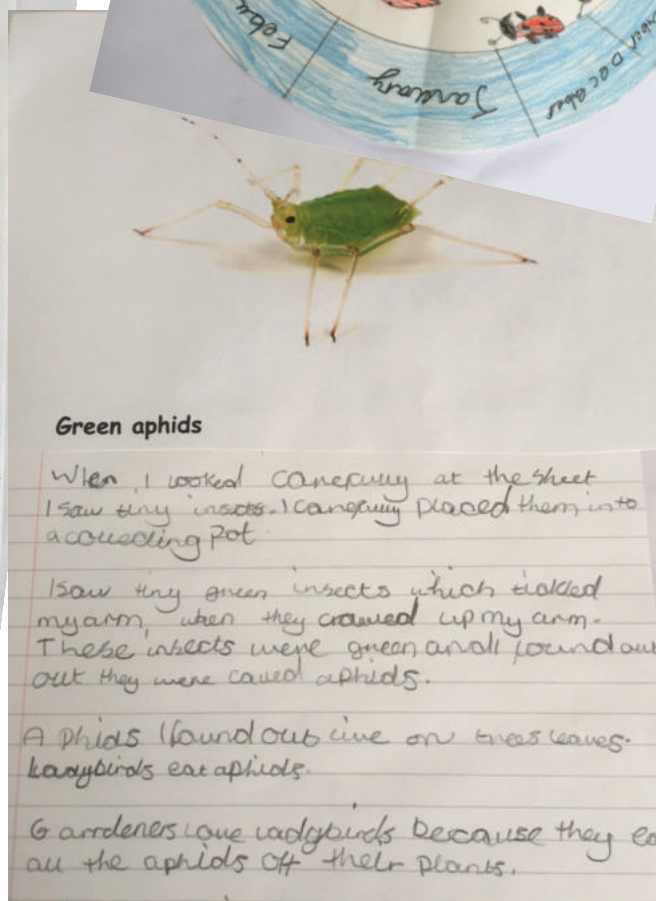 Febu
January
December
Green aphids
When I looked carefully at the sheet
I saw tiny insects. I carefully placed them into
a collecting pot.
I saw tiny green insects which tickled
my arm, when they crawled up my arm.
These insects were green and I found out
out they were called aphids.
Aphids I found out live on trees leaves.
Ladybirds eat aphids.
Garrdeners love ladybirds because they ea
all the aphids off their plants.